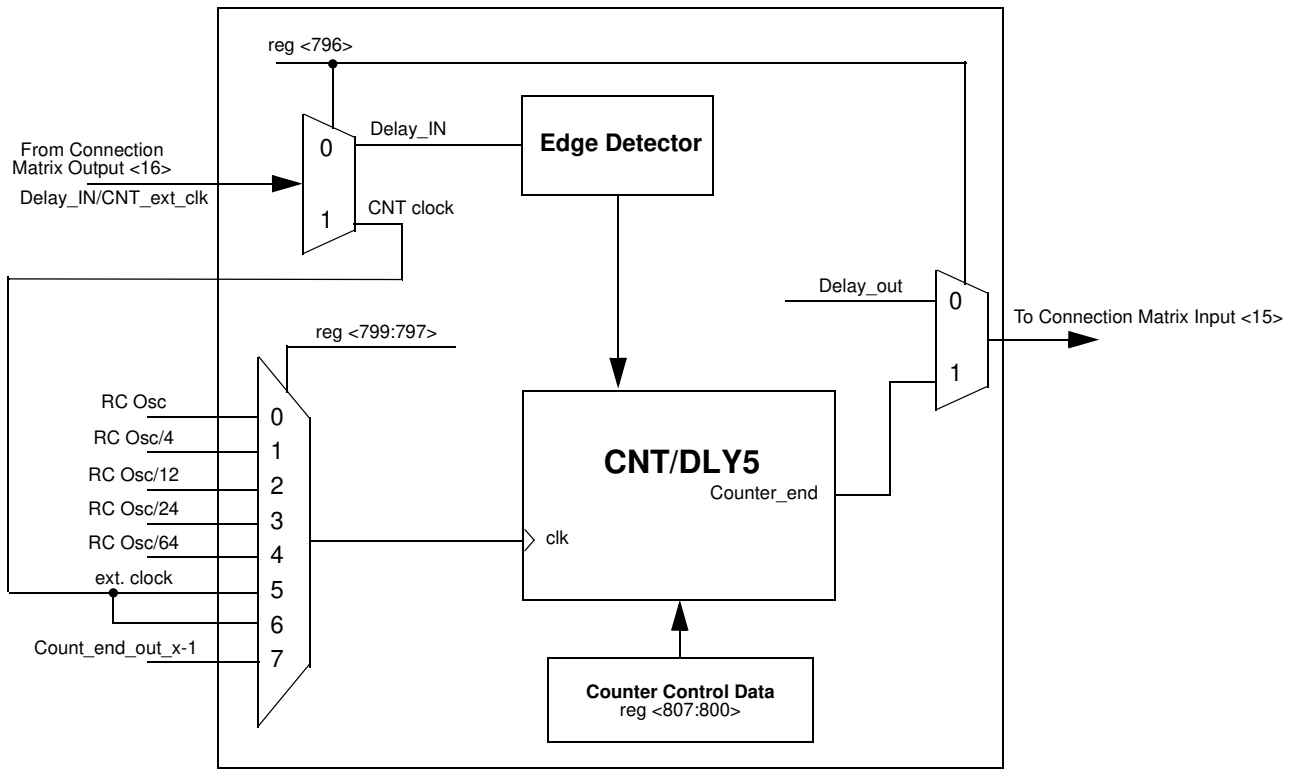 reg <796>
From Connection
Matrix Output <16>
Delay_IN/CNT_ext_clk
0
1
Delay_IN
CNT clock
Edge Detector
Delay_out
0
1
To Connection Matrix Input <15>
reg <799:797>
RC Osc
RC Osc/4
RC Osc/12
RC Osc/24
RC Osc/64
ext. clock
Count_end_out_x-1
0
1
2
3
4
5
6
7
CNT/DLY5
Counter_end
clk
Counter Control Data
reg <807:800>